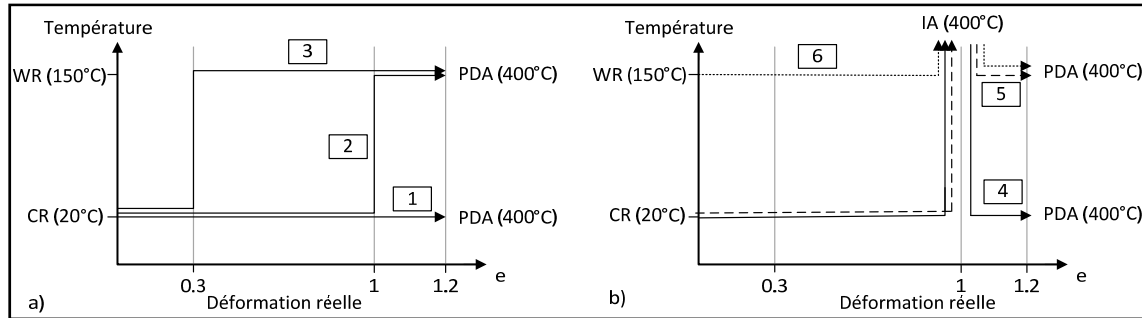 Température
3
WR (150°C)
PDA (400°C)
2
1
CR (20°C)
PDA (400°C)
0.3
1
1.2
e
a)
Déformation réelle
IA (400°C)
Température
6
WR (150°C)
PDA (400°C)
5
4
CR (20°C)
PDA (400°C)
0.3
1
1.2
e
b)
Déformation réelle